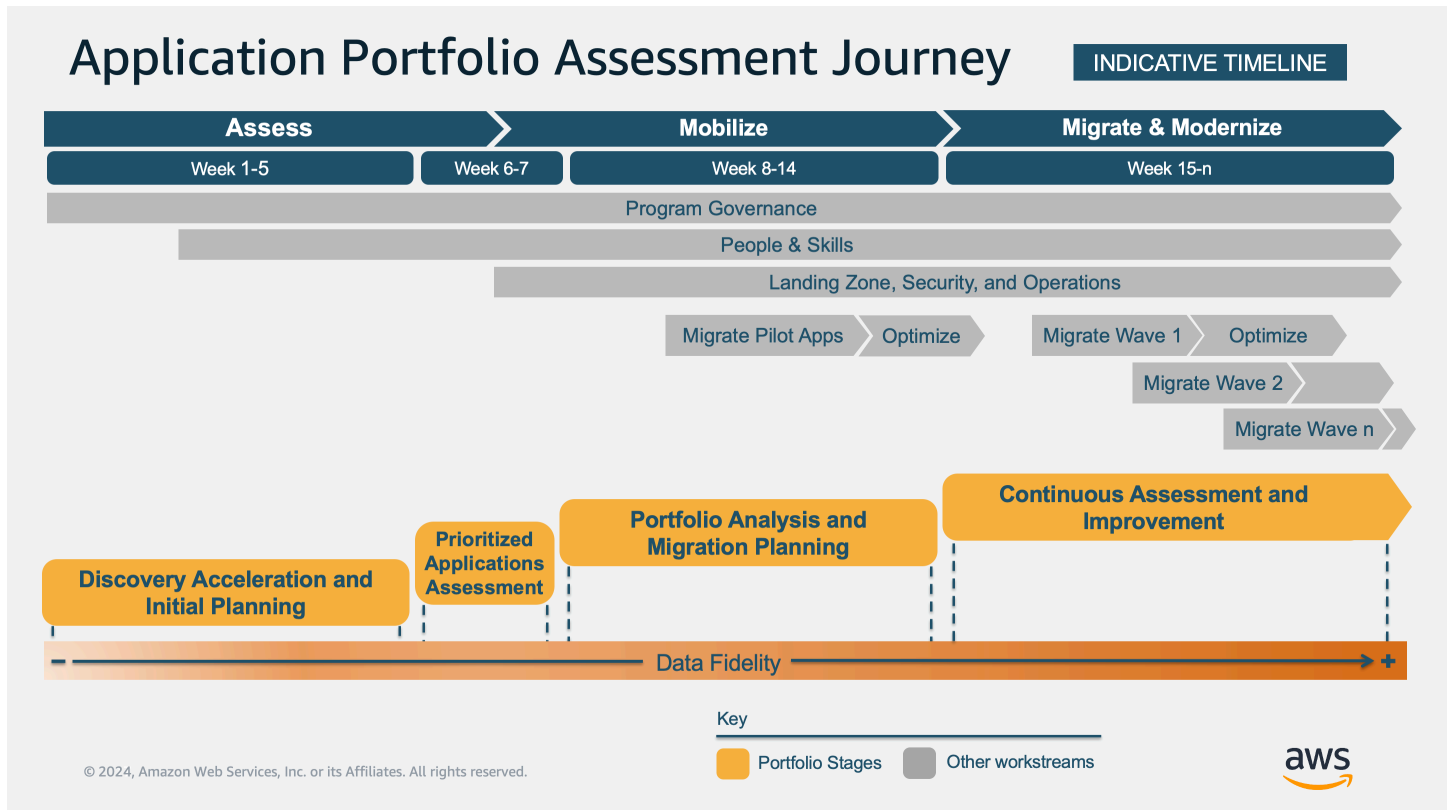 Application Portfolio Assessment Journey
INDICATIVE TIMELINE
Assess
Mobilize
Migrate & Modernize
Week 1-5
Week 6-7
Week 8-14
Week 15-n
Program Governance
People & Skills
Landing Zone, Security, and Operations
Migrate Pilot Apps
Optimize
Migrate Wave 1
Optimize
Migrate Wave 2
Migrate Wave n
Discovery Acceleration and
Initial Planning
Prioritized
Applications
Assessment
Portfolio Analysis and
Migration Planning
Continuous Assessment and
Improvement
Data Fidelity
Key
Portfolio Stages
Other workstreams
© 2024, Amazon Web Services, Inc. or its Affiliates. All rights reserved.
aws